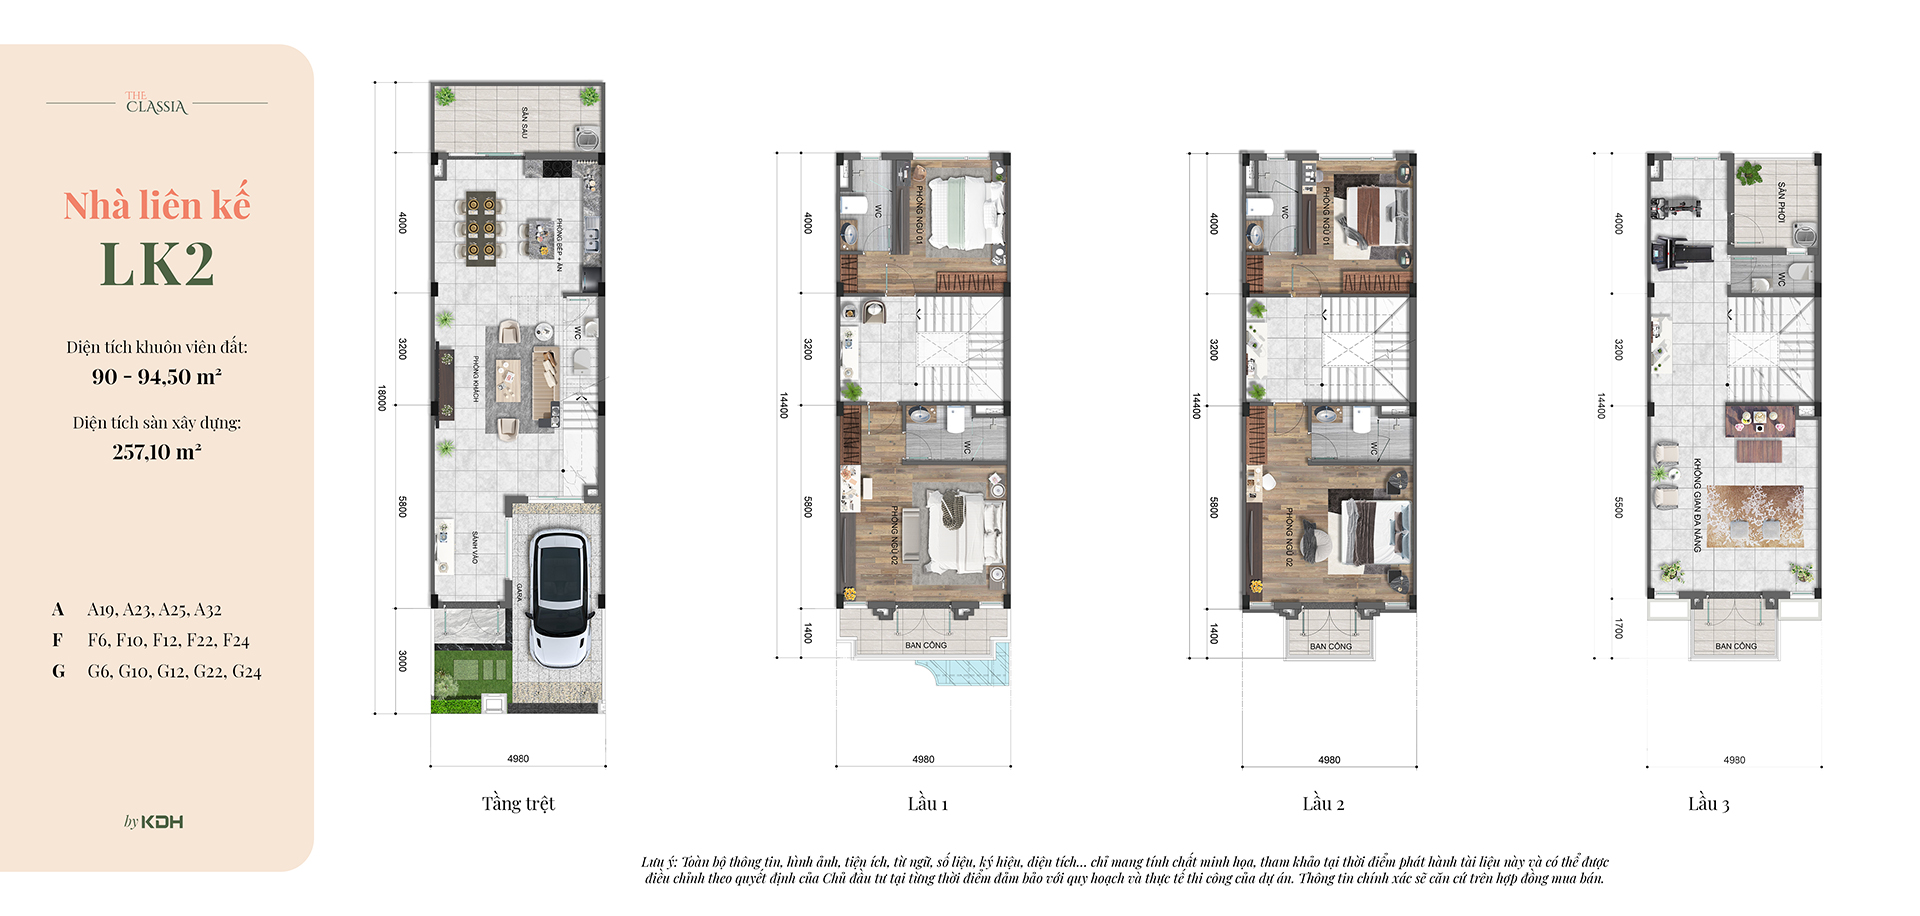 THE
CLASSIA
Nhà liên kế
LK2
Diện tích khuôn viên đất:
90 - 94,50 m²
Diện tích sàn xây dựng:
257,10 m²
A A19, A23, A25, A32
F F6, F10, F12, F22, F24
G G6, G10, G12, G22, G24
by KDH
SÂN SAU
PHÒNG BẾP + ĂN
WC
PHÒNG KHÁCH
SẢNH VÀO
GARA
4000
3200
5800
3000
18000
4980
Tầng trệt
PHÒNG NGỦ 01
WC
WC
PHÒNG NGỦ 02
BAN CÔNG
4000
3200
5800
1400
14400
4980
Lầu 1
PHÒNG NGỦ 01
WC
WC
PHÒNG NGỦ 02
BAN CÔNG
4000
3200
5800
1400
14400
4980
Lầu 2
SÂN PHƠI
WC
KHÔNG GIAN ĐA NĂNG
BAN CÔNG
4000
3200
5500
1700
14400
4980
Lầu 3
Lưu ý: Toàn bộ thông tin, hình ảnh, tiện ích, từ ngữ, số liệu, ký hiệu, diện tích... chỉ mang tính chất minh họa, tham khảo tại thời điểm phát hành tài liệu này và có thể được
điều chỉnh theo quyết định của Chủ đầu tư tại từng thời điểm đảm bảo với quy hoạch và thực tế thi công của dự án. Thông tin chính xác sẽ căn cứ trên hợp đồng mua bán.